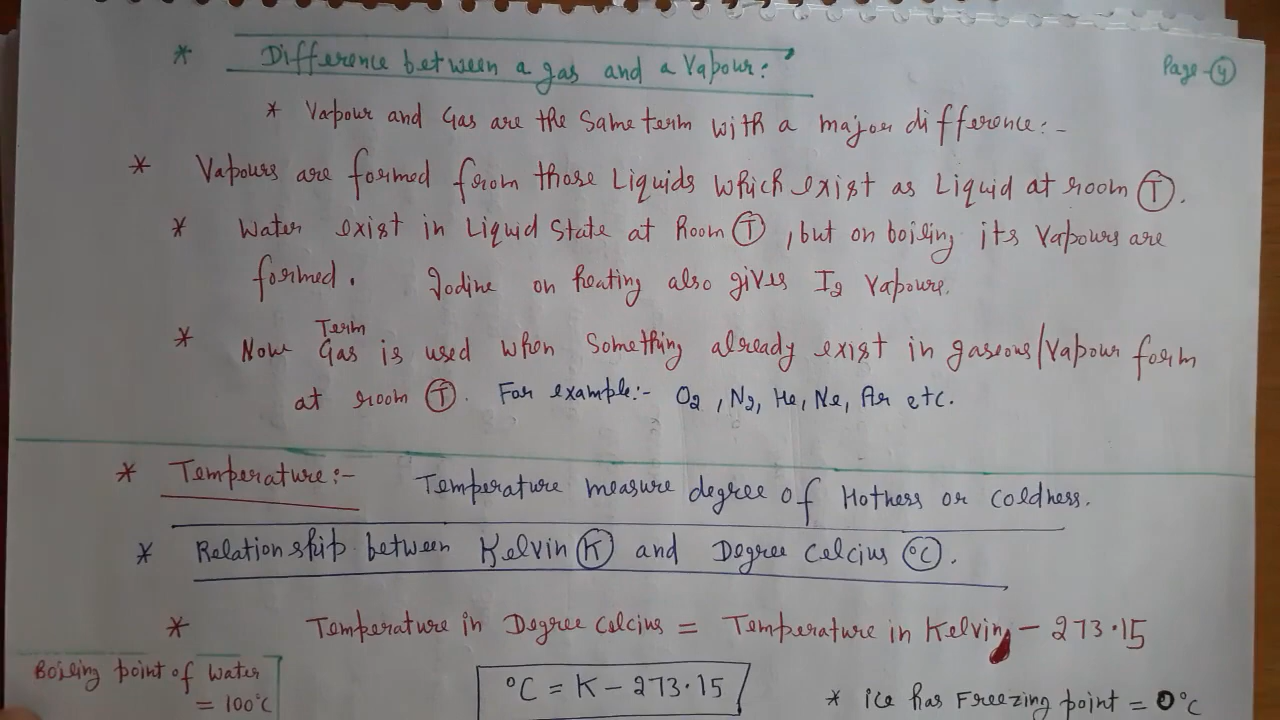 * Difference between a gas and a Vapour:
Page-4
* Vapour and Gas are the Same term with a major difference:-
* Vapours are formed from those Liquids which exist as Liquid at room T.
* Water exist in Liquid State at Room T, but on boiling its Vapours are
formed. Iodine on heating also gives I2 Vapours.
* Now Term Gas is used when Something already exist in gaseous/Vapour form
at room T. For example:- O2, N2, He, Ne, Ar etc.
* Temperature:- Temperature measure degree of Hotness or coldness.
* Relationship between Kelvin K and Degree Celcius °C.
* Temperature in Degree Celcius = Temperature in Kelvin - 273.15
Boiling point of water
= 100°C
°C = K - 273.15
* ice has Freezing point = 0°C